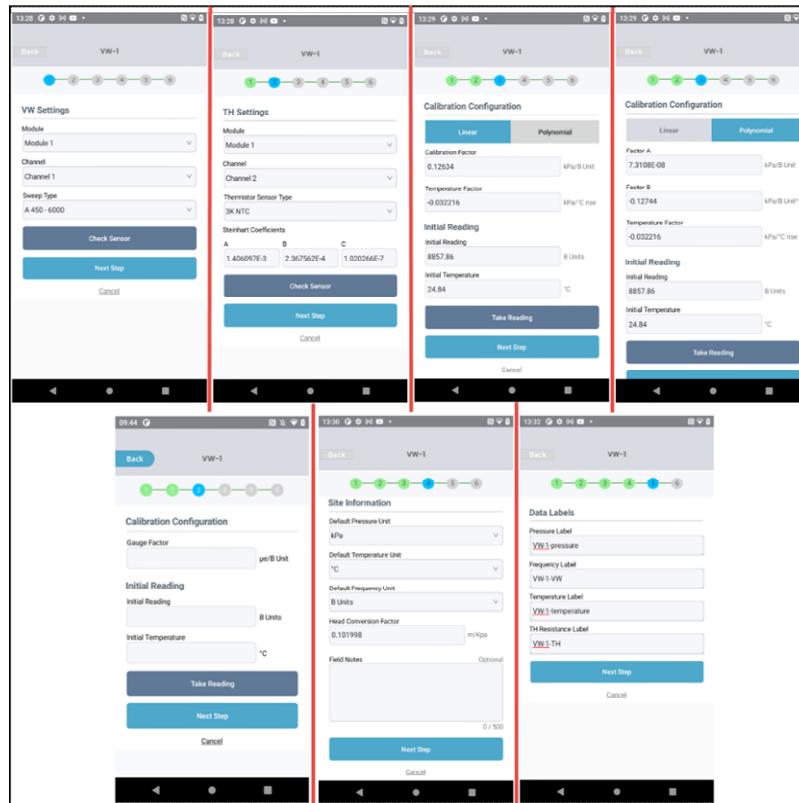 13:28
Back
VW-1
1 2 3 4 5 6
VW Settings
Module
Module 1
Channel
Channel 1
Sweep Type
A 450 - 6000
Check Sensor
Next Step
Cancel
13:28
Back
VW-1
1 2 3 4 5 6
TH Settings
Module
Module 1
Channel
Channel 2
Thermistor Sensor Type
3K NTC
Steinhart Coefficients
A B C
1.406097E-3 2.367562E-4 1.020266E-7
Check Sensor
Next Step
Cancel
13:29
Back
VW-1
1 2 3 4 5 6
Calibration Configuration
Linear Polynomial
Calibration Factor
0.12634 kPa/B Unit
Temperature Factor
-0.032216 kPa/°C rise
Initial Reading
Initial Reading
8857.86 B Units
Initial Temperature
24.84 °C
Take Reading
Next Step
Cancel
13:29
Back
VW-1
1 2 3 4 5 6
Calibration Configuration
Linear Polynomial
Factor A
7.3108E-08 kPa/B Unit
Factor B
-0.12744 kPa/B Unit²
Temperature Factor
-0.032216 kPa/°C rise
Initial Reading
Initial Reading
8857.86 B Units
Initial Temperature
24.84 °C
Take Reading
09:44
Back
VW-1
1 2 3 4 5 6
Calibration Configuration
Gauge Factor
µe/B Unit
Initial Reading
Initial Reading
B Units
Initial Temperature
°C
Take Reading
Next Step
Cancel
13:30
Back
VW-1
1 2 3 4 5 6
Site Information
Default Pressure Unit
kPa
Default Temperature Unit
°C
Default Frequency Unit
B Units
Head Conversion Factor
0.101998 m/Kpa
Field Notes Optional
0 / 500
Next Step
Cancel
13:32
Back
VW-1
1 2 3 4 5 6
Data Labels
Pressure Label
VW-1-pressure
Frequency Label
VW-1-VW
Temperature Label
VW-1-temperature
TH Resistance Label
VW-1-TH
Next Step
Cancel